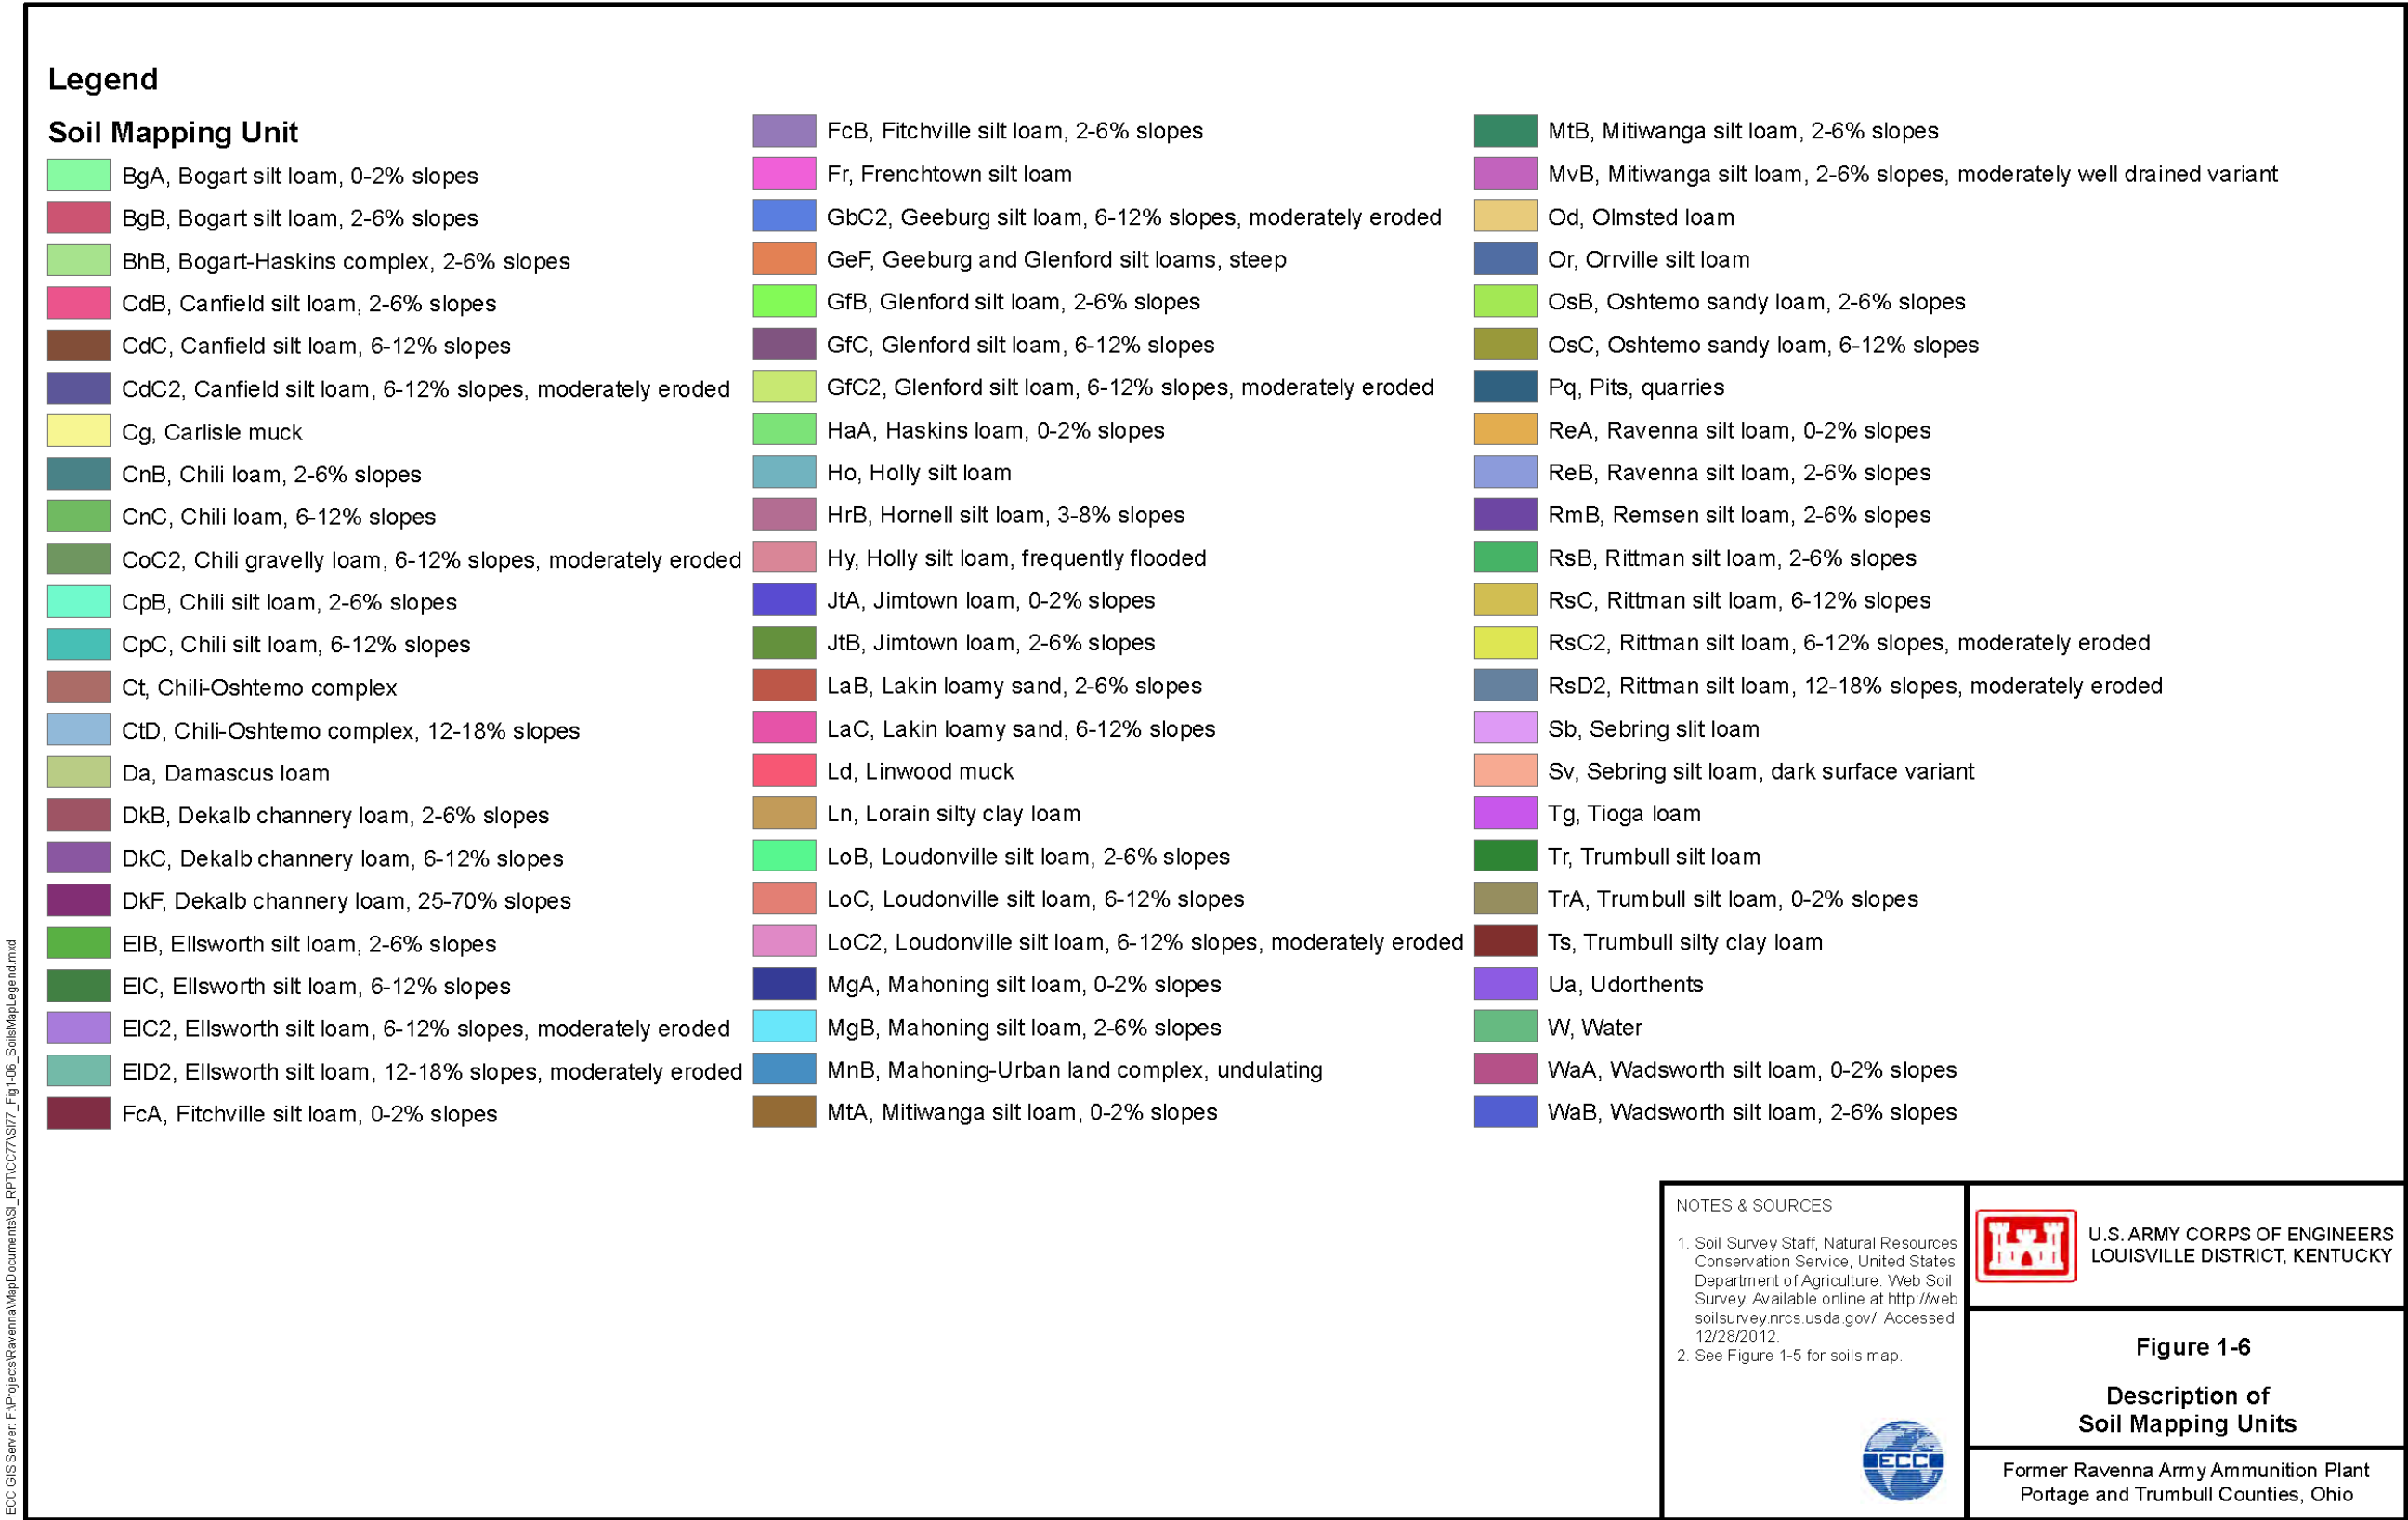 Legend
Soil Mapping Unit
BgA, Bogart silt loam, 0-2% slopes
BgB, Bogart silt loam, 2-6% slopes
BhB, Bogart-Haskins complex, 2-6% slopes
CdB, Canfield silt loam, 2-6% slopes
CdC, Canfield silt loam, 6-12% slopes
CdC2, Canfield silt loam, 6-12% slopes, moderately eroded
Cg, Carlisle muck
CnB, Chili loam, 2-6% slopes
CnC, Chili loam, 6-12% slopes
CoC2, Chili gravelly loam, 6-12% slopes, moderately eroded
CpB, Chili silt loam, 2-6% slopes
CpC, Chili silt loam, 6-12% slopes
Ct, Chili-Oshtemo complex
CtD, Chili-Oshtemo complex, 12-18% slopes
Da, Damascus loam
DkB, Dekalb channery loam, 2-6% slopes
DkC, Dekalb channery loam, 6-12% slopes
DkF, Dekalb channery loam, 25-70% slopes
ElB, Ellsworth silt loam, 2-6% slopes
ElC, Ellsworth silt loam, 6-12% slopes
ElC2, Ellsworth silt loam, 6-12% slopes, moderately eroded
ElD2, Ellsworth silt loam, 12-18% slopes, moderately eroded
FcA, Fitchville silt loam, 0-2% slopes
FcB, Fitchville silt loam, 2-6% slopes
Fr, Frenchtown silt loam
GbC2, Geeburg silt loam, 6-12% slopes, moderately eroded
GeF, Geeburg and Glenford silt loams, steep
GfB, Glenford silt loam, 2-6% slopes
GfC, Glenford silt loam, 6-12% slopes
GfC2, Glenford silt loam, 6-12% slopes, moderately eroded
HaA, Haskins loam, 0-2% slopes
Ho, Holly silt loam
HrB, Hornell silt loam, 3-8% slopes
Hy, Holly silt loam, frequently flooded
JtA, Jimtown loam, 0-2% slopes
JtB, Jimtown loam, 2-6% slopes
LaB, Lakin loamy sand, 2-6% slopes
LaC, Lakin loamy sand, 6-12% slopes
Ld, Linwood muck
Ln, Lorain silty clay loam
LoB, Loudonville silt loam, 2-6% slopes
LoC, Loudonville silt loam, 6-12% slopes
LoC2, Loudonville silt loam, 6-12% slopes, moderately eroded
MgA, Mahoning silt loam, 0-2% slopes
MgB, Mahoning silt loam, 2-6% slopes
MnB, Mahoning-Urban land complex, undulating
MtA, Mitiwanga silt loam, 0-2% slopes
MtB, Mitiwanga silt loam, 2-6% slopes
MvB, Mitiwanga silt loam, 2-6% slopes, moderately well drained variant
Od, Olmsted loam
Or, Orrville silt loam
OsB, Oshtemo sandy loam, 2-6% slopes
OsC, Oshtemo sandy loam, 6-12% slopes
Pq, Pits, quarries
ReA, Ravenna silt loam, 0-2% slopes
ReB, Ravenna silt loam, 2-6% slopes
RmB, Remsen silt loam, 2-6% slopes
RsB, Rittman silt loam, 2-6% slopes
RsC, Rittman silt loam, 6-12% slopes
RsC2, Rittman silt loam, 6-12% slopes, moderately eroded
RsD2, Rittman silt loam, 12-18% slopes, moderately eroded
Sb, Sebring slit loam
Sv, Sebring silt loam, dark surface variant
Tg, Tioga loam
Tr, Trumbull silt loam
TrA, Trumbull silt loam, 0-2% slopes
Ts, Trumbull silty clay loam
Ua, Udorthents
W, Water
WaA, Wadsworth silt loam, 0-2% slopes
WaB, Wadsworth silt loam, 2-6% slopes
NOTES & SOURCES
1. Soil Survey Staff, Natural Resources
Conservation Service, United States
Department of Agriculture. Web Soil
Survey. Available online at http://web
soilsurvey.nrcs.usda.gov/. Accessed
12/28/2012.
2. See Figure 1-5 for soils map.
ECC
U.S. ARMY CORPS OF ENGINEERS
LOUISVILLE DISTRICT, KENTUCKY
Figure 1-6
Description of
Soil Mapping Units
Former Ravenna Army Ammunition Plant
Portage and Trumbull Counties, Ohio
ECC GIS Server: F:\Projects\Ravenna\MapDocuments\SI_RPT\CC77\SI77_Fig1-06_SoilsMapLegend.mxd